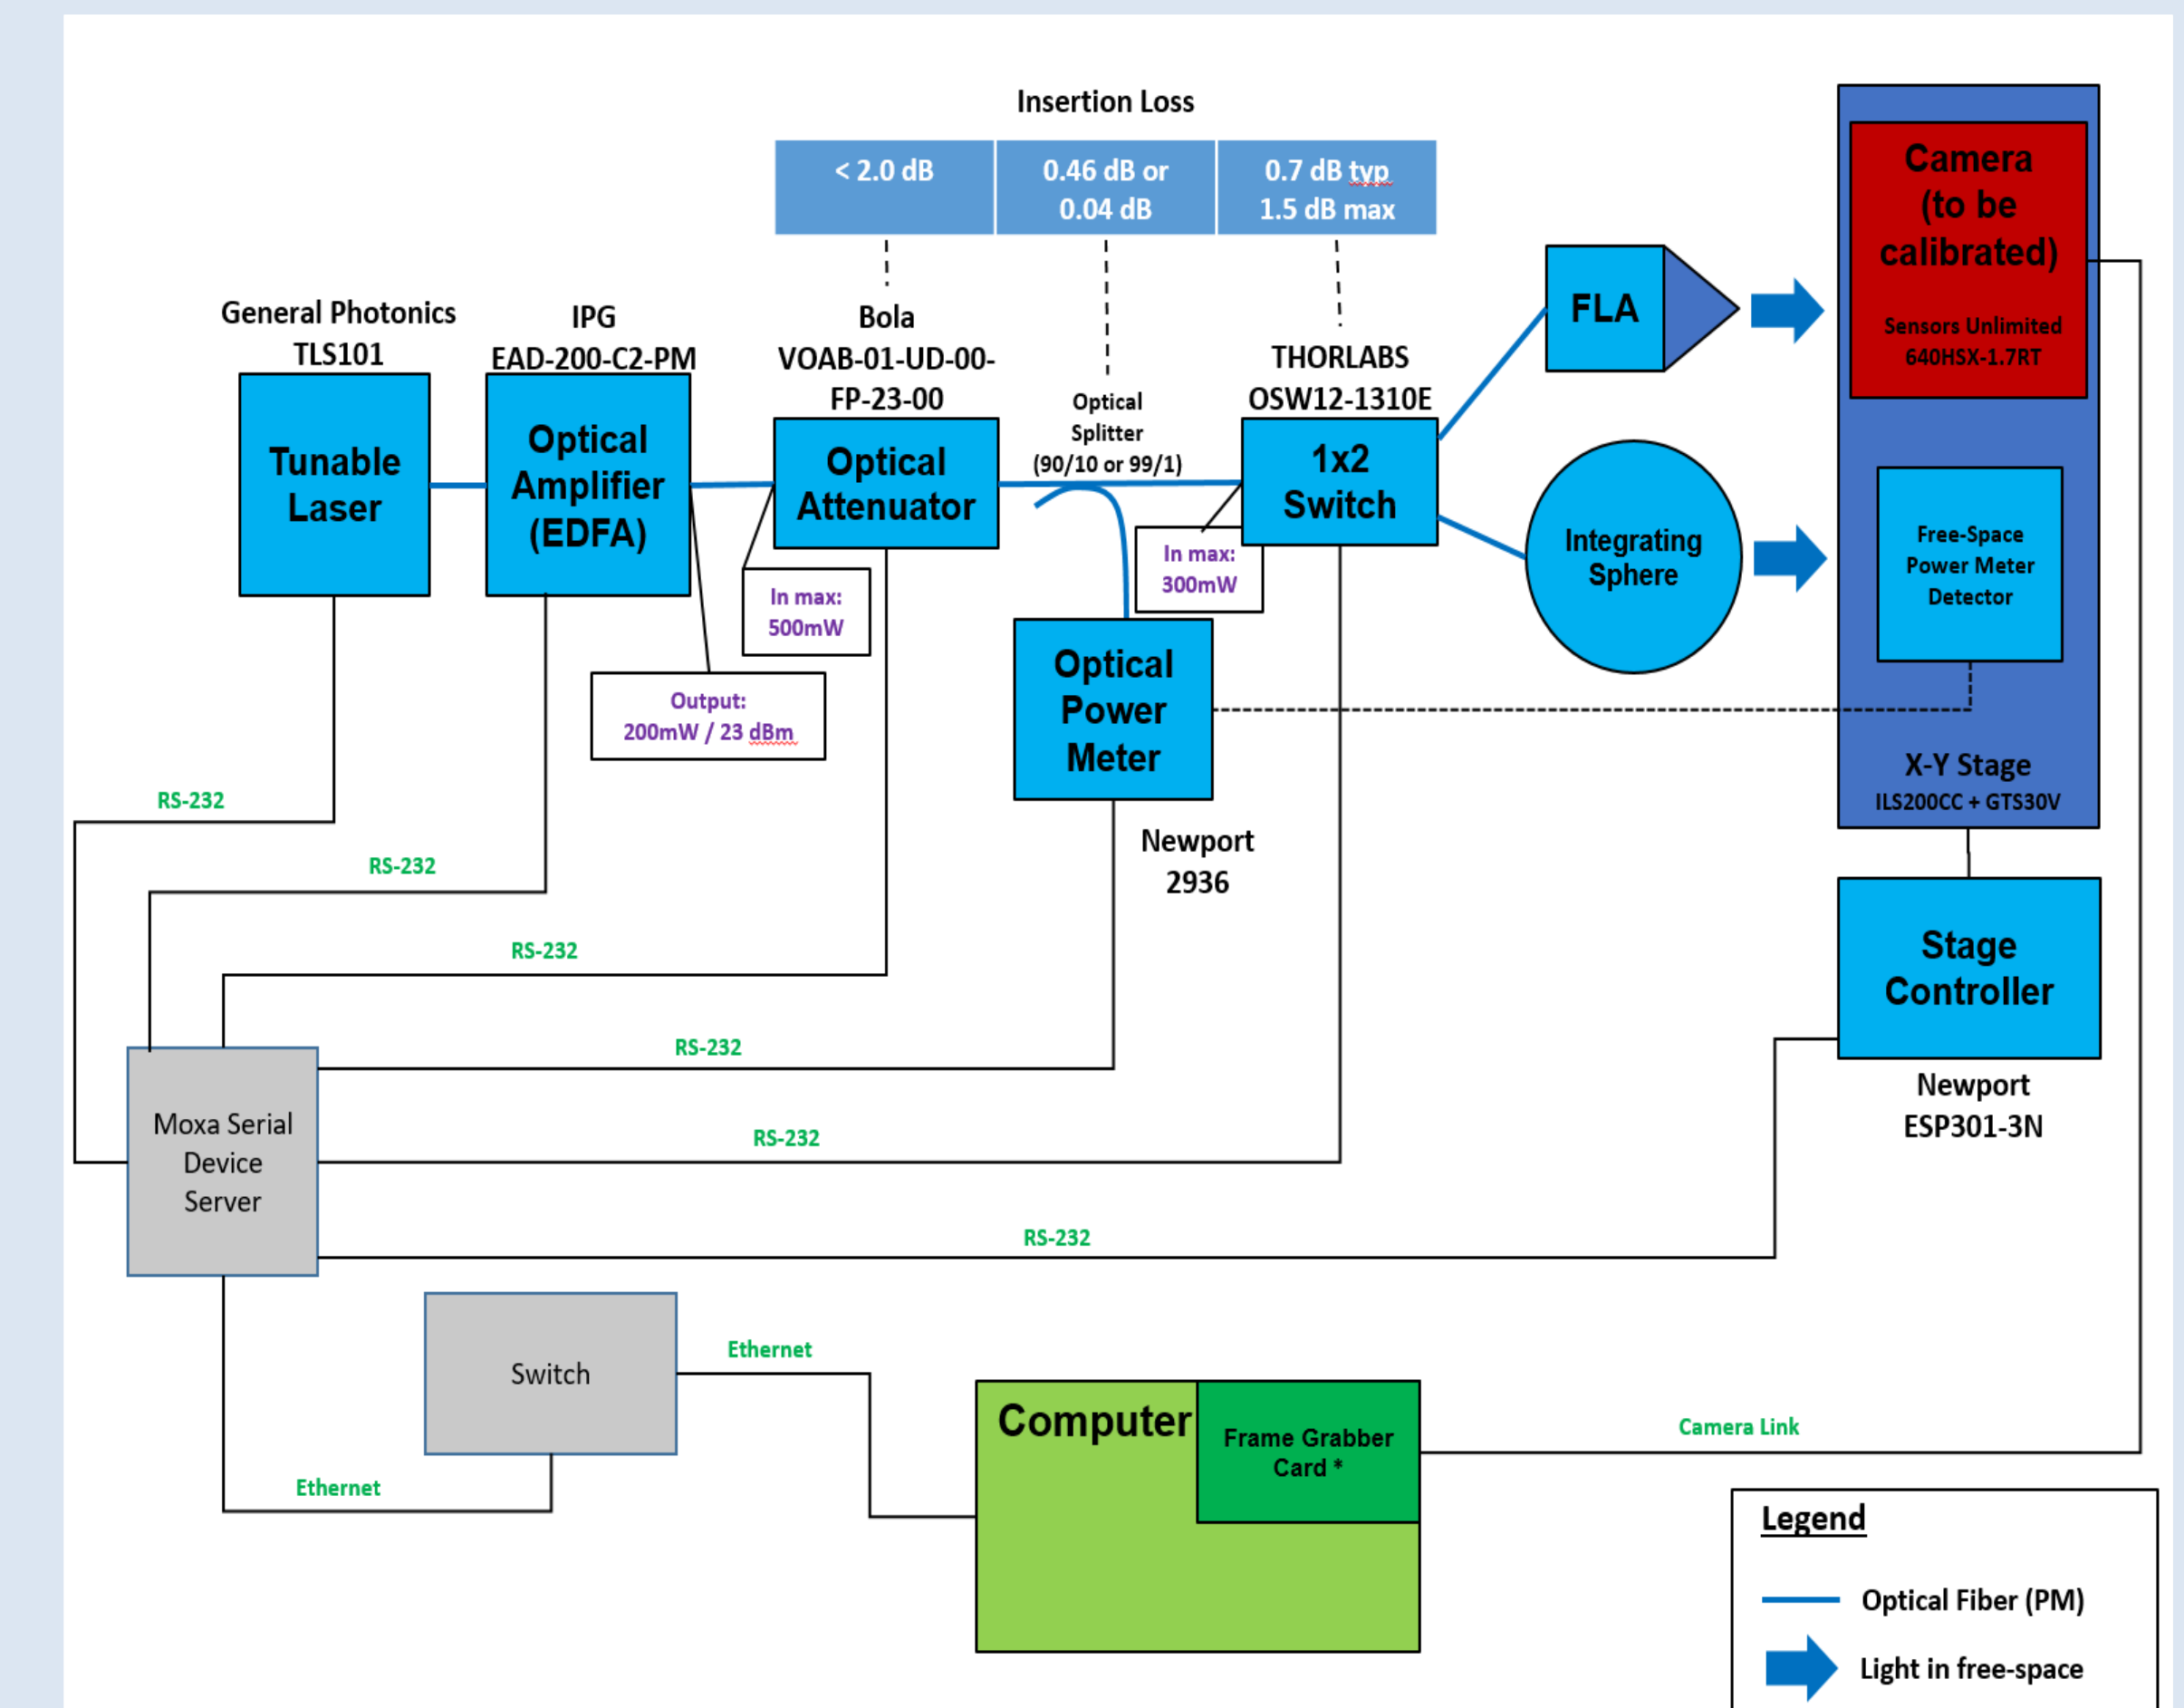 Insertion Loss
< 2.0 dB
0.46 dB or
0.04 dB
0.7 dB typ
1.5 dB max
General Photonics
TLS101
Tunable
Laser
IPG
EAD-200-C2-PM
Optical
Amplifier
(EDFA)
Bola
VOAB-01-UD-00-
FP-23-00
Optical
Attenuator
Optical
Splitter
(90/10 or 99/1)
THORLABS
OSW12-1310E
1x2
Switch
FLA
Integrating
Sphere
Camera
(to be
calibrated)
Sensors Unlimited
640HSX-1.7RT
Free-Space
Power Meter
Detector
X-Y Stage
ILS200CC + GTS30V
In max:
500mW
In max:
300mW
Output:
200mW / 23 dBm
Optical
Power
Meter
Newport
2936
Stage
Controller
Newport
ESP301-3N
RS-232
RS-232
RS-232
RS-232
RS-232
RS-232
Moxa Serial
Device
Server
Switch
Ethernet
Ethernet
Computer
Frame Grabber
Card *
Camera Link
Legend
Optical Fiber (PM)
Light in free-space